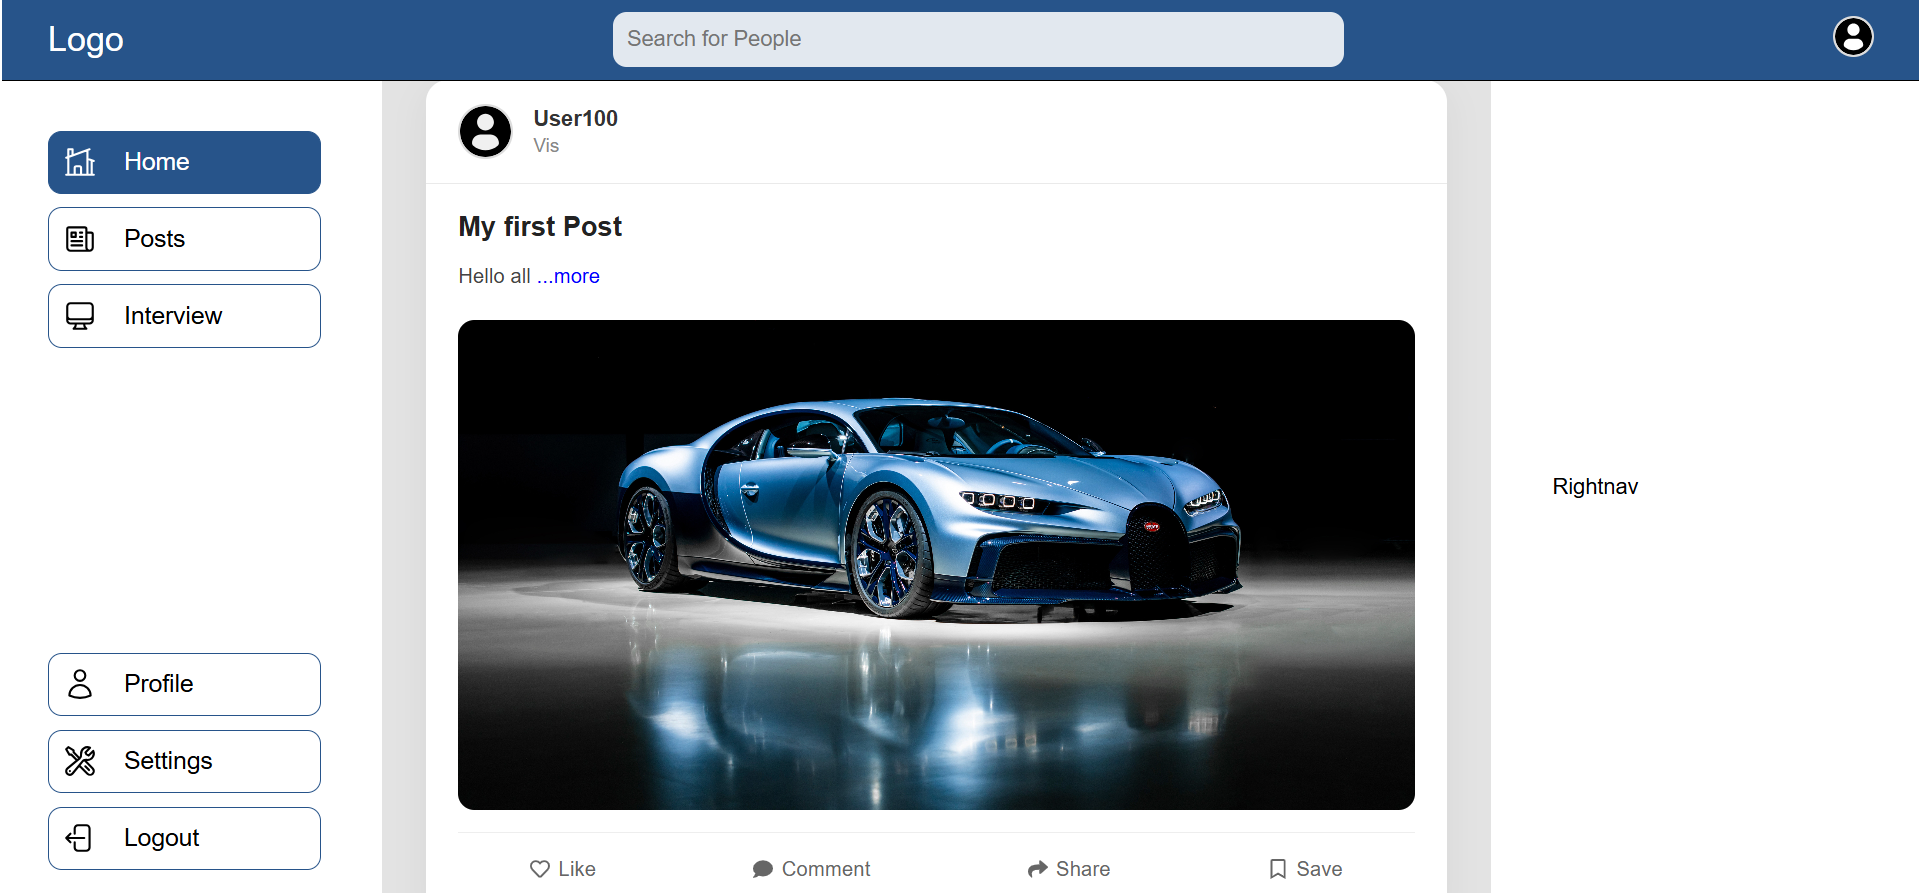 Logo
Search for People
Home
Posts
Interview
Profile
Settings
Logout
User100
Vis
My first Post
Hello all ...more
Like
Comment
Share
Save
Rightnav